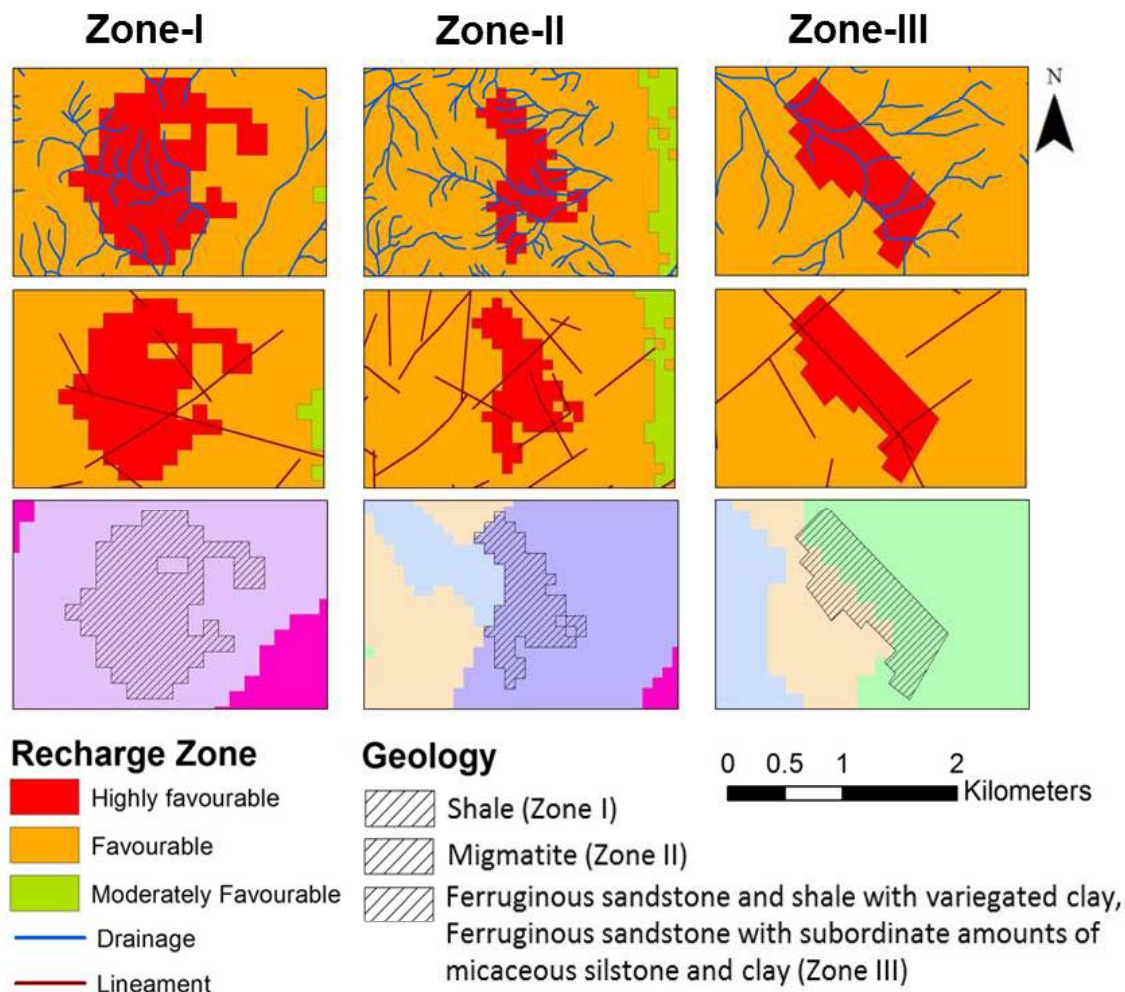 Zone-I
Zone-II
Zone-III
N
Recharge Zone
Highly favourable
Favourable
Moderately Favourable
Drainage
Lineament
Geology
Shale (Zone I)
Migmatite (Zone II)
Ferruginous sandstone and shale with variegated clay,
Ferruginous sandstone with subordinate amounts of
micaceous silstone and clay (Zone III)
0 0.5 1 2
Kilometers